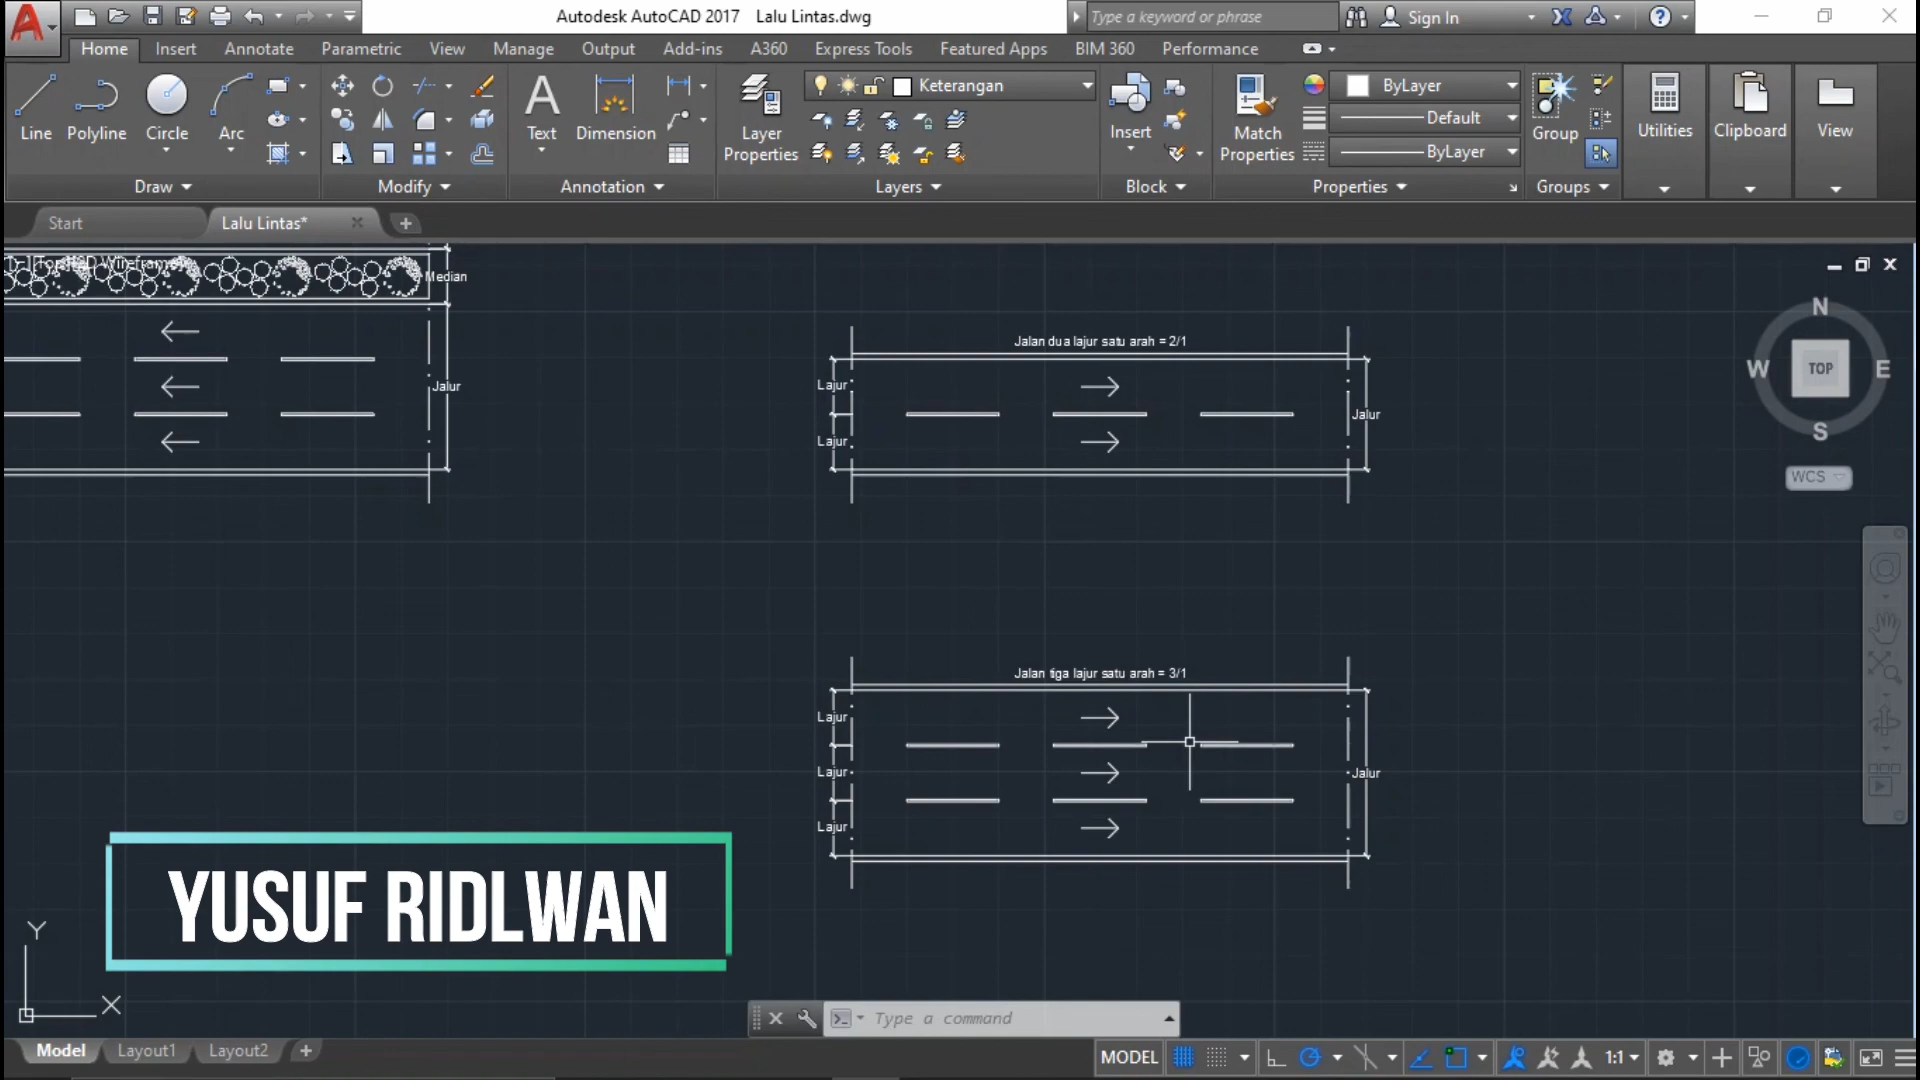 Autodesk AutoCAD 2017 Lalu Lintas.dwg
Type a keyword or phrase
Sign In
Home Insert Annotate Parametric View Manage Output Add-ins A360 Express Tools Featured Apps BIM 360 Performance
Line Polyline Circle Arc
Draw
Modify
Text Dimension
Annotation
Layer Properties
Keterangan
Layers
Insert
Block
Match Properties
ByLayer
Default
ByLayer
Properties
Group
Groups
Utilities
Clipboard
View
Start
Lalu Lintas*
Median
Jalur
Jalan dua lajur satu arah = 2/1
Lajur
Lajur
Jalur
Jalan tiga lajur satu arah = 3/1
Lajur
Lajur
Lajur
Jalur
N
W TOP E
S
WCS
YUSUF RIDLWAN
Y
X
Type a command
Model Layout1 Layout2
MODEL
1:1